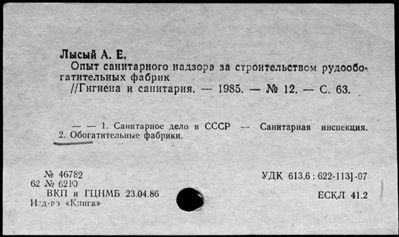 Лысый А. Е.
Опыт санитарного надзора за строительством рудообо-
гатительных фабрик
//Гигиена и санитария. — 1985. — № 12. — С. 63.
— — 1. Санитарное дело в СССР -- Санитарная инспекция.
2. Обогатительные фабрики.
№ 46782
62 № 6210
ВКП и ГЦНМБ 23.04.86
Изд-во «Книга»
УДК 613.6 : 622-113]-07
ЕСКЛ 41.2